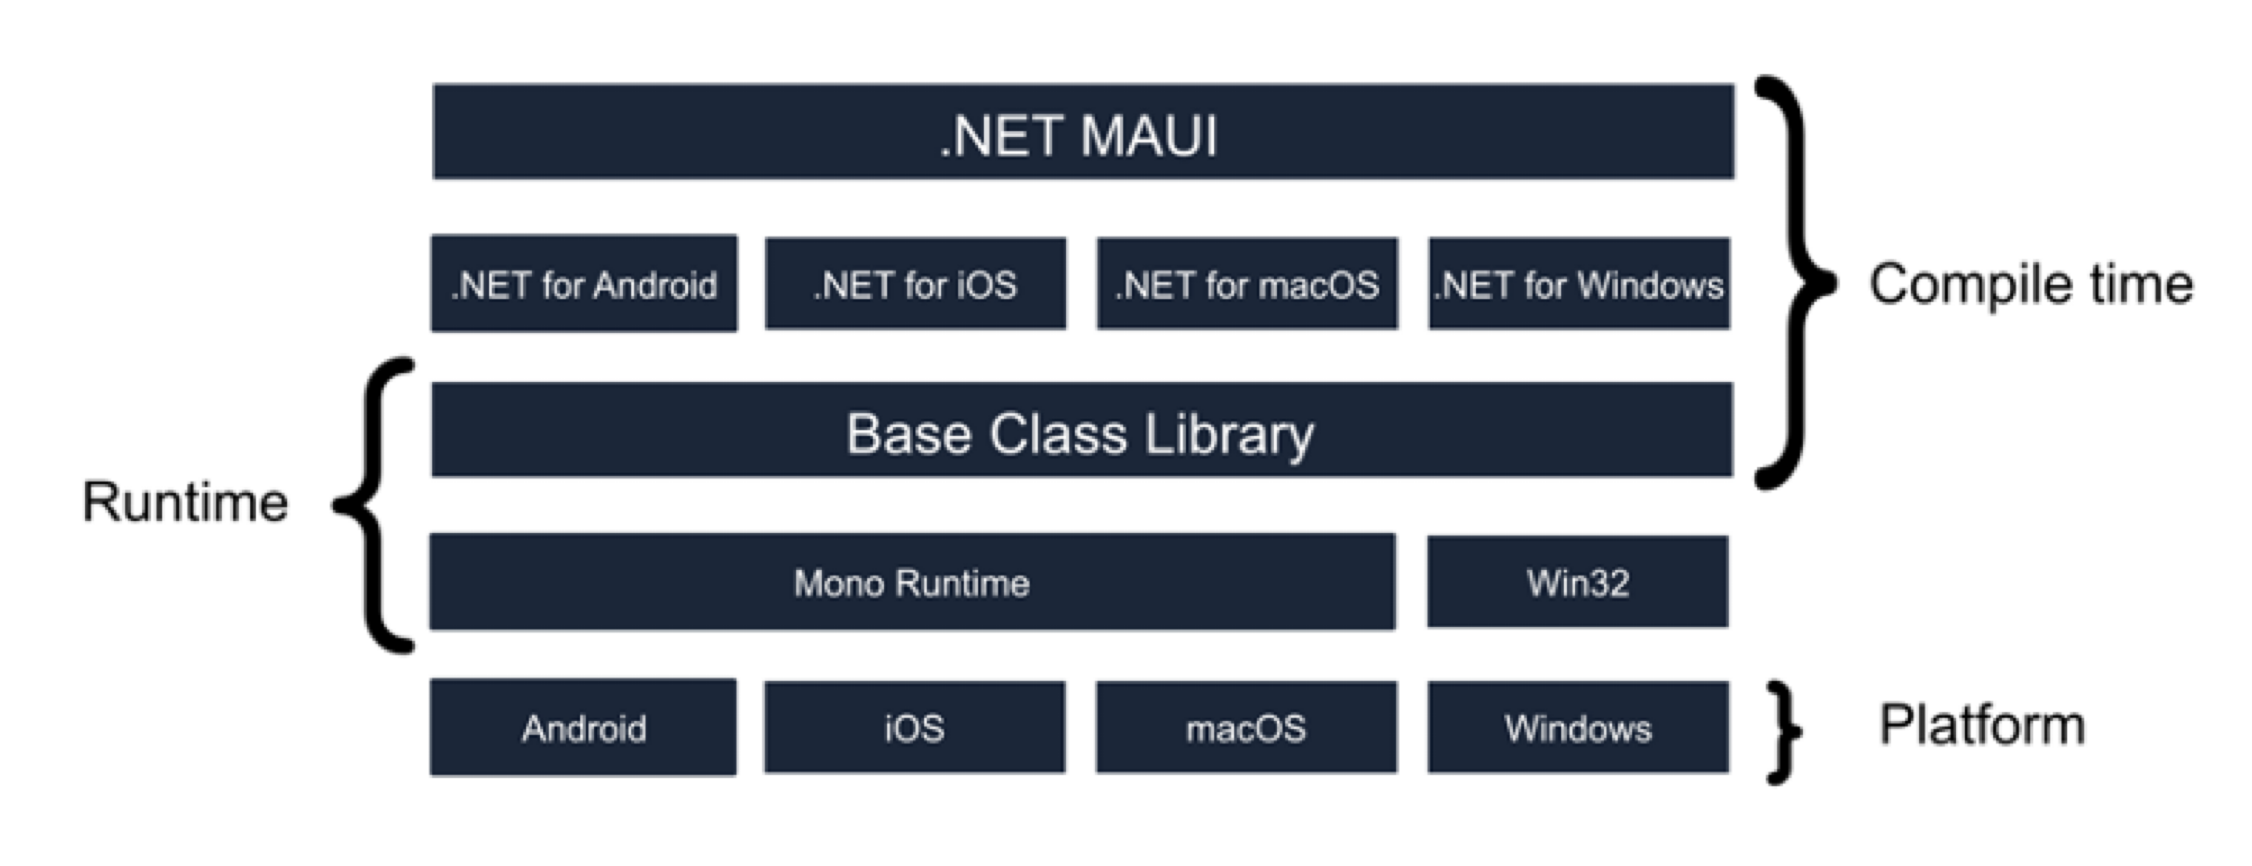 .NET MAUI
.NET for Android
.NET for iOS
.NET for macOS
.NET for Windows
Compile time
Base Class Library
Runtime
Mono Runtime
Win32
Android
iOS
macOS
Windows
Platform